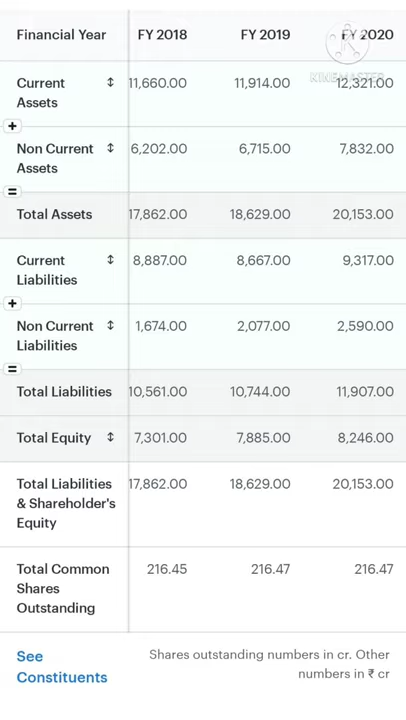 Financial Year FY 2018 FY 2019 FY 2020
KINEMASTER
Current ↕ 11,660.00 11,914.00 12,321.00
Assets
+
Non Current ↕ 6,202.00 6,715.00 7,832.00
Assets
=
Total Assets 17,862.00 18,629.00 20,153.00
Current ↕ 8,887.00 8,667.00 9,317.00
Liabilities
+
Non Current ↕ 1,674.00 2,077.00 2,590.00
Liabilities
=
Total Liabilities 10,561.00 10,744.00 11,907.00
Total Equity ↕ 7,301.00 7,885.00 8,246.00
Total Liabilities 17,862.00 18,629.00 20,153.00
& Shareholder's
Equity
Total Common 216.45 216.47 216.47
Shares
Outstanding
See
Constituents
Shares outstanding numbers in cr. Other
numbers in ₹ cr